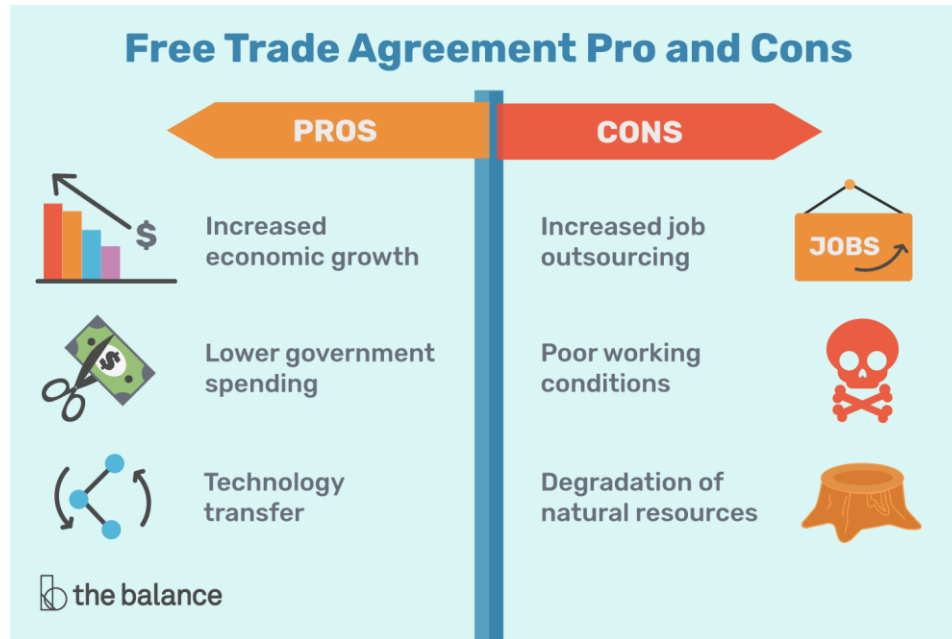 Free Trade Agreement Pro and Cons
PROS
Increased
economic growth
$
Lower government
spending
$
Technology
transfer
CONS
Increased job
outsourcing
JOBS
Poor working
conditions
Degradation of
natural resources
the balance